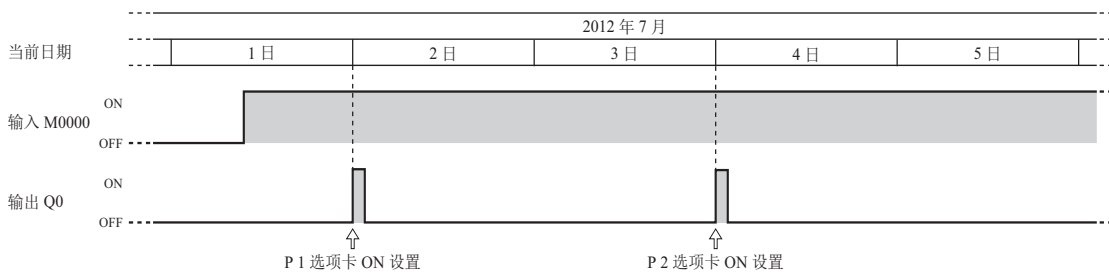 2012 年 7 月
当前日期
1 日
2 日
3 日
4 日
5 日
ON
输入 M0000
OFF
ON
输出 Q0
OFF
P 1 选项卡 ON 设置
P 2 选项卡 ON 设置